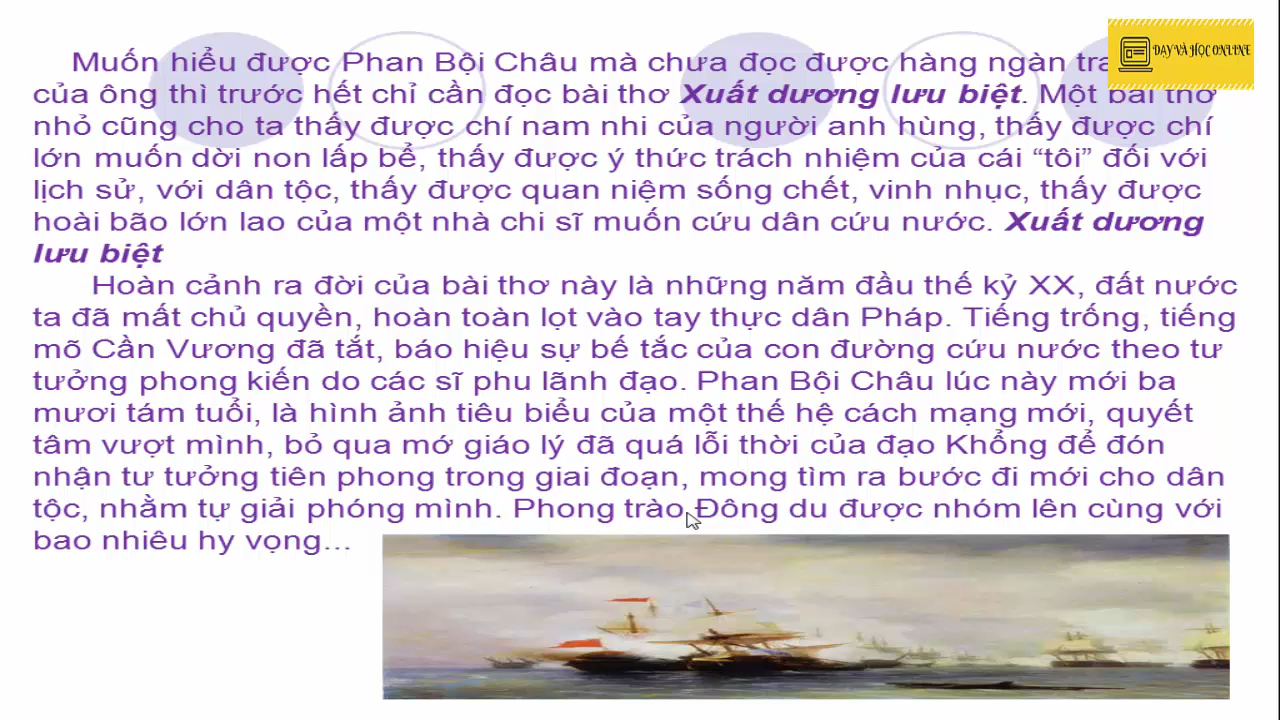 Muốn hiểu được Phan Bội Châu mà chưa đọc được hàng ngàn
của ông thì trước hết chỉ cần đọc bài thơ Xuất dương lưu biệt. Một bài thơ
nhỏ cũng cho ta thấy được chí nam nhi của người anh hùng, thấy được chí
lớn muốn dời non lấp bể, thấy được ý thức trách nhiệm của cái “tôi” đối với
lịch sử, với dân tộc, thấy được quan niệm sống chết, vinh nhục, thấy được
hoài bão lớn lao của một nhà chi sĩ muốn cứu dân cứu nước. Xuất dương
lưu biệt
Hoàn cảnh ra đời của bài thơ này là những năm đầu thế kỷ XX, đất nước
ta đã mất chủ quyền, hoàn toàn lọt vào tay thực dân Pháp. Tiếng trống, tiếng
mõ Cần Vương đã tắt, báo hiệu sự bế tắc của con đường cứu nước theo tư
tưởng phong kiến do các sĩ phu lãnh đạo. Phan Bội Châu lúc này mới ba
mươi tám tuổi, là hình ảnh tiêu biểu của một thế hệ cách mạng mới, quyết
tâm vượt mình, bỏ qua mớ giáo lý đã quá lỗi thời của đạo Khổng để đón
nhận tư tưởng tiên phong trong giai đoạn, mong tìm ra bước đi mới cho dân
tộc, nhằm tự giải phóng mình. Phong trào Đông du được nhóm lên cùng với
bao nhiêu hy vọng...
DẠY VÀ HỌC ONLINE